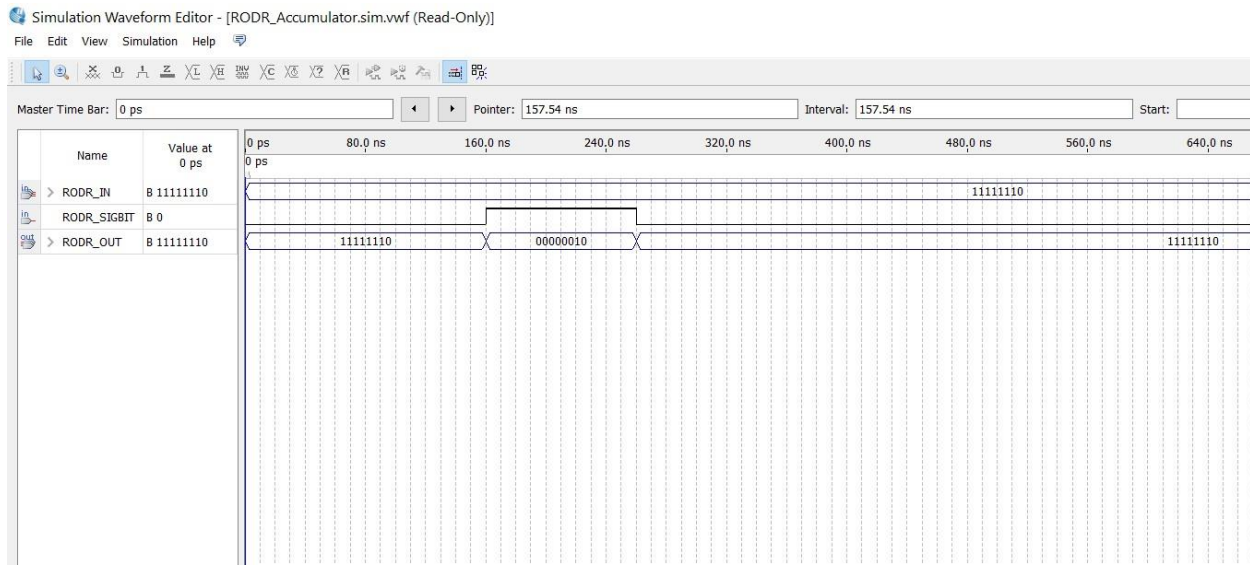 Simulation Waveform Editor - [RODR_Accumulator.sim.vwf (Read-Only)]
File Edit View Simulation Help
Master Time Bar: 0 ps Pointer: 157.54 ns Interval: 157.54 ns Start:
Name Value at 0 ps
0 ps 80.0 ns 160.0 ns 240.0 ns 320.0 ns 400.0 ns 480.0 ns 560.0 ns 640.0 ns
0 ps
RODR_IN B 11111110 11111110
RODR_SIGBIT B 0
RODR_OUT B 11111110 11111110 00000010 11111110